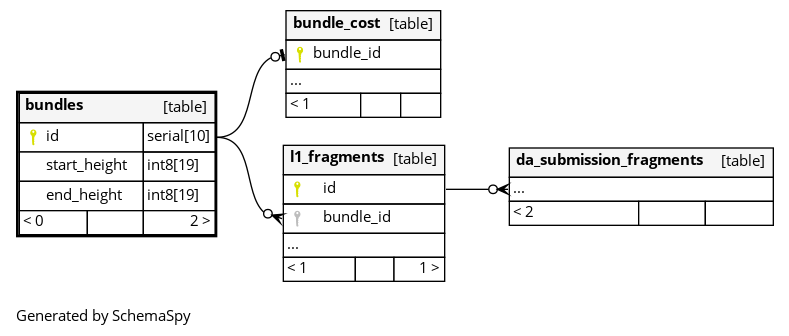 bundle_cost [table]
bundle_id
...
< 1
bundles [table]
id serial[10]
start_height int8[19]
end_height int8[19]
< 0 2 >
l1_fragments [table]
id
bundle_id
...
< 1 1 >
da_submission_fragments [table]
...
< 2
Generated by SchemaSpy